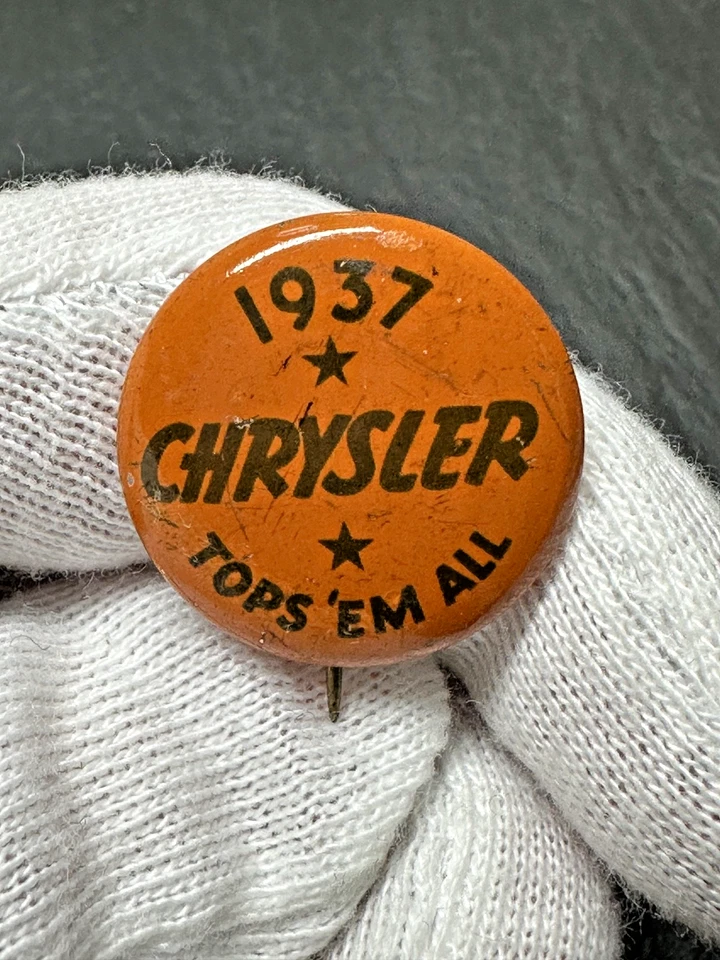 1937
CHRYSLER
TOPS 'EM ALL